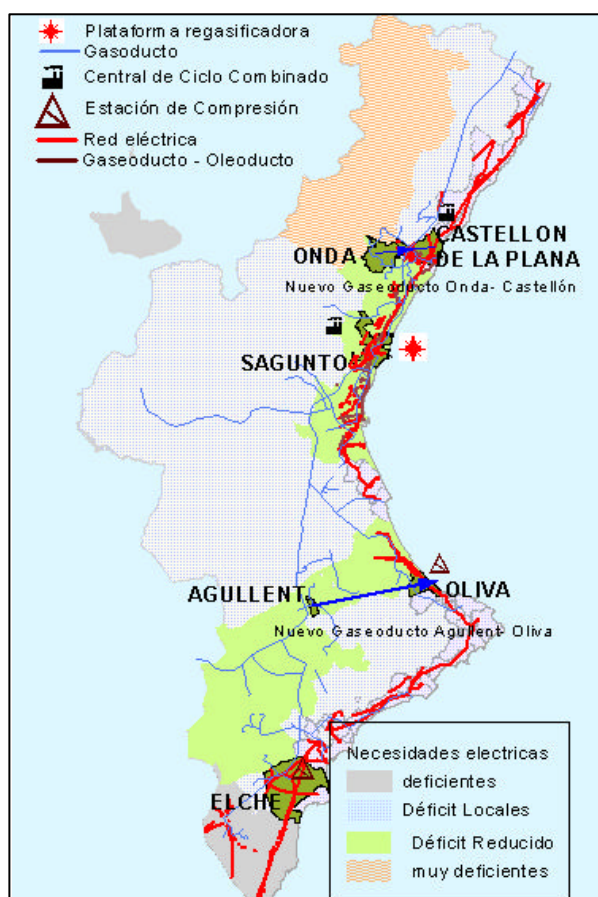 Plataforma regasificadora
Gasoducto
Central de Ciclo Combinado
Estación de Compresión
Red eléctrica
Gaseoducto - Oleoducto
CASTELLON
DE LA PLANA
ONDA
Nuevo Gaseoducto Onda- Castellón
SAGUNTO
AGULLENT
OLIVA
Nuevo Gaseoducto Agullent- Oliva
ELCHE
Necesidades electricas
deficientes
Déficit Locales
Déficit Reducido
muy deficientes